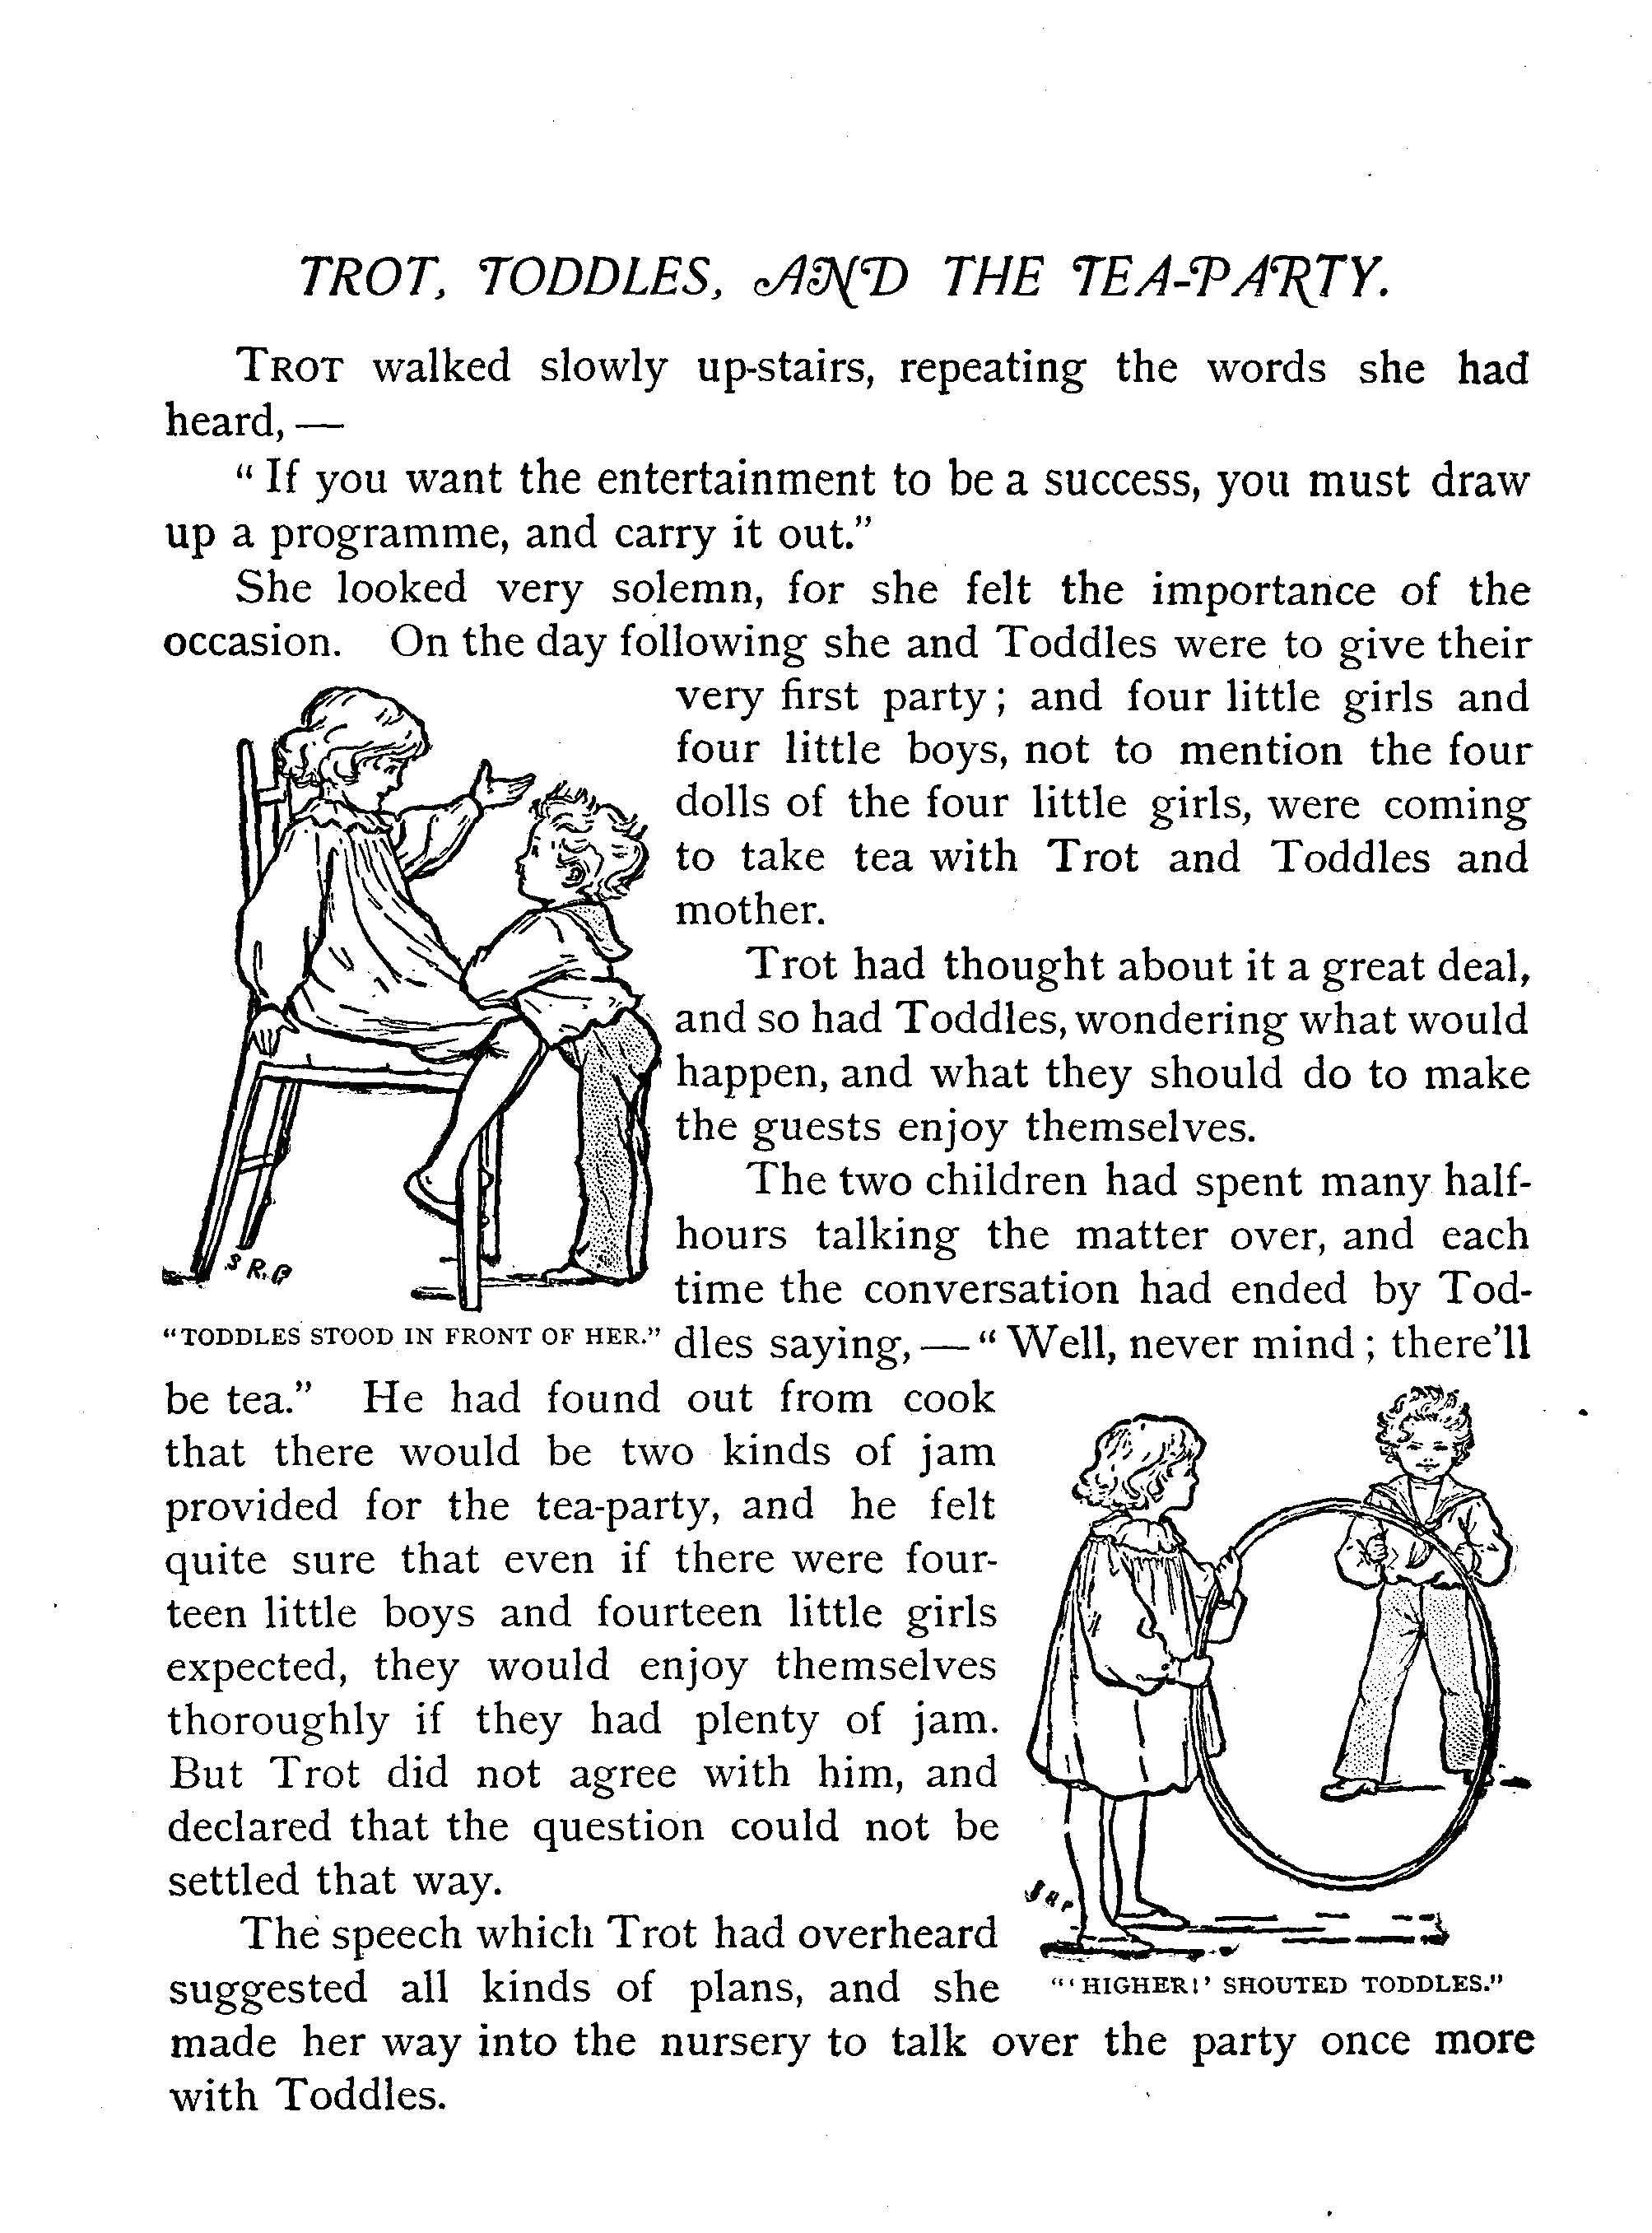 TROT, TODDLES, AND THE TEA-PARTY.
TROT walked slowly up-stairs, repeating the words she had
heard, —
“ If you want the entertainment to be a success, you must draw
up a programme, and carry it out.”
She looked very solemn, for she felt the importance of the
occasion. On the day following she and Toddles were to give their
very first party ; and four little girls and
four little boys, not to mention the four
dolls of the four little girls, were coming
to take tea with Trot and Toddles and
mother.
Trot had thought about it a great deal,
and so had Toddles, wondering what would
happen, and what they should do to make
the guests enjoy themselves.
The two children had spent many half-
hours talking the matter over, and each
time the conversation had ended by Tod-
S R. P
“TODDLES STOOD IN FRONT OF HER.”
dles saying, — “ Well, never mind ; there'll
be tea.” He had found out from cook
that there would be two kinds of jam
provided for the tea-party, and he felt
quite sure that even if there were four-
teen little boys and fourteen little girls
expected, they would enjoy themselves
thoroughly if they had plenty of jam.
But Trot did not agree with him, and
declared that the question could not be
settled that way.
The speech which Trot had overheard
suggested all kinds of plans, and she
SRP
“‘HIGHER!’ SHOUTED TODDLES.”
made her way into the nursery to talk over the party once more
with Toddles.